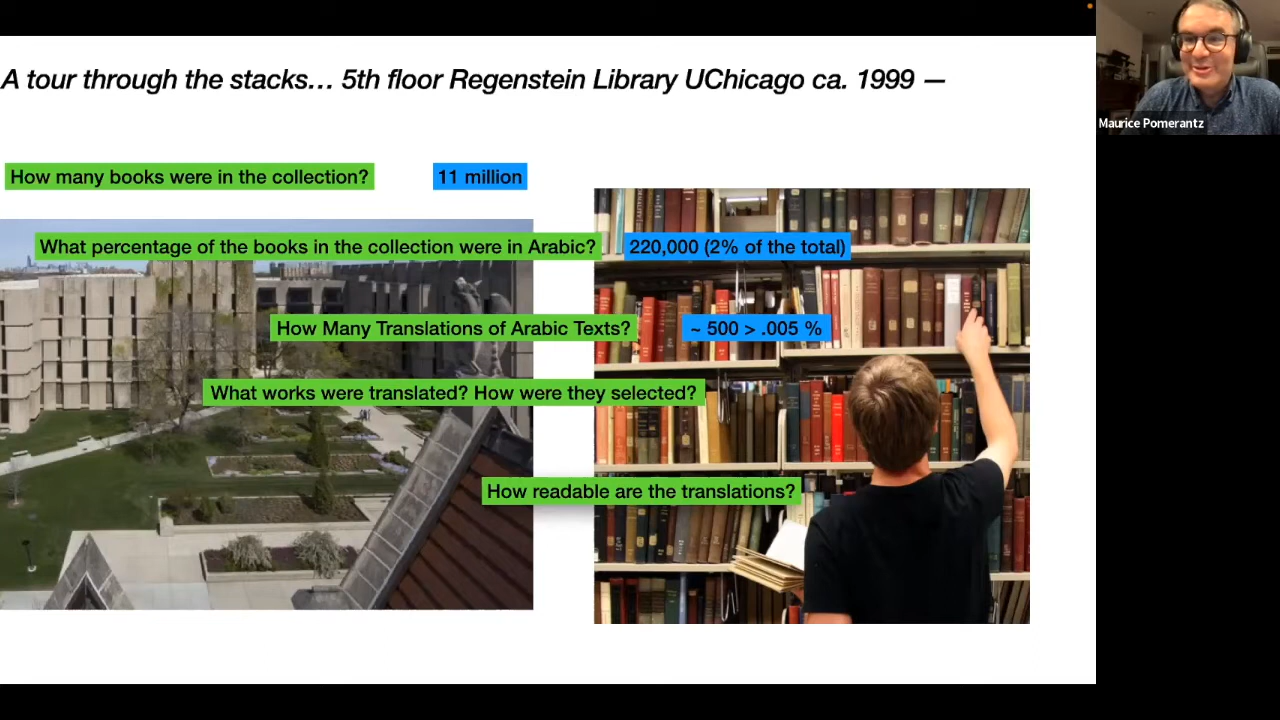 A tour through the stacks… 5th floor Regenstein Library UChicago ca. 1999 —
Maurice Pomerantz
How many books were in the collection?
11 million
What percentage of the books in the collection were in Arabic?
220,000 (2% of the total)
How Many Translations of Arabic Texts?
~ 500 > .005 %
What works were translated? How were they selected?
How readable are the translations?